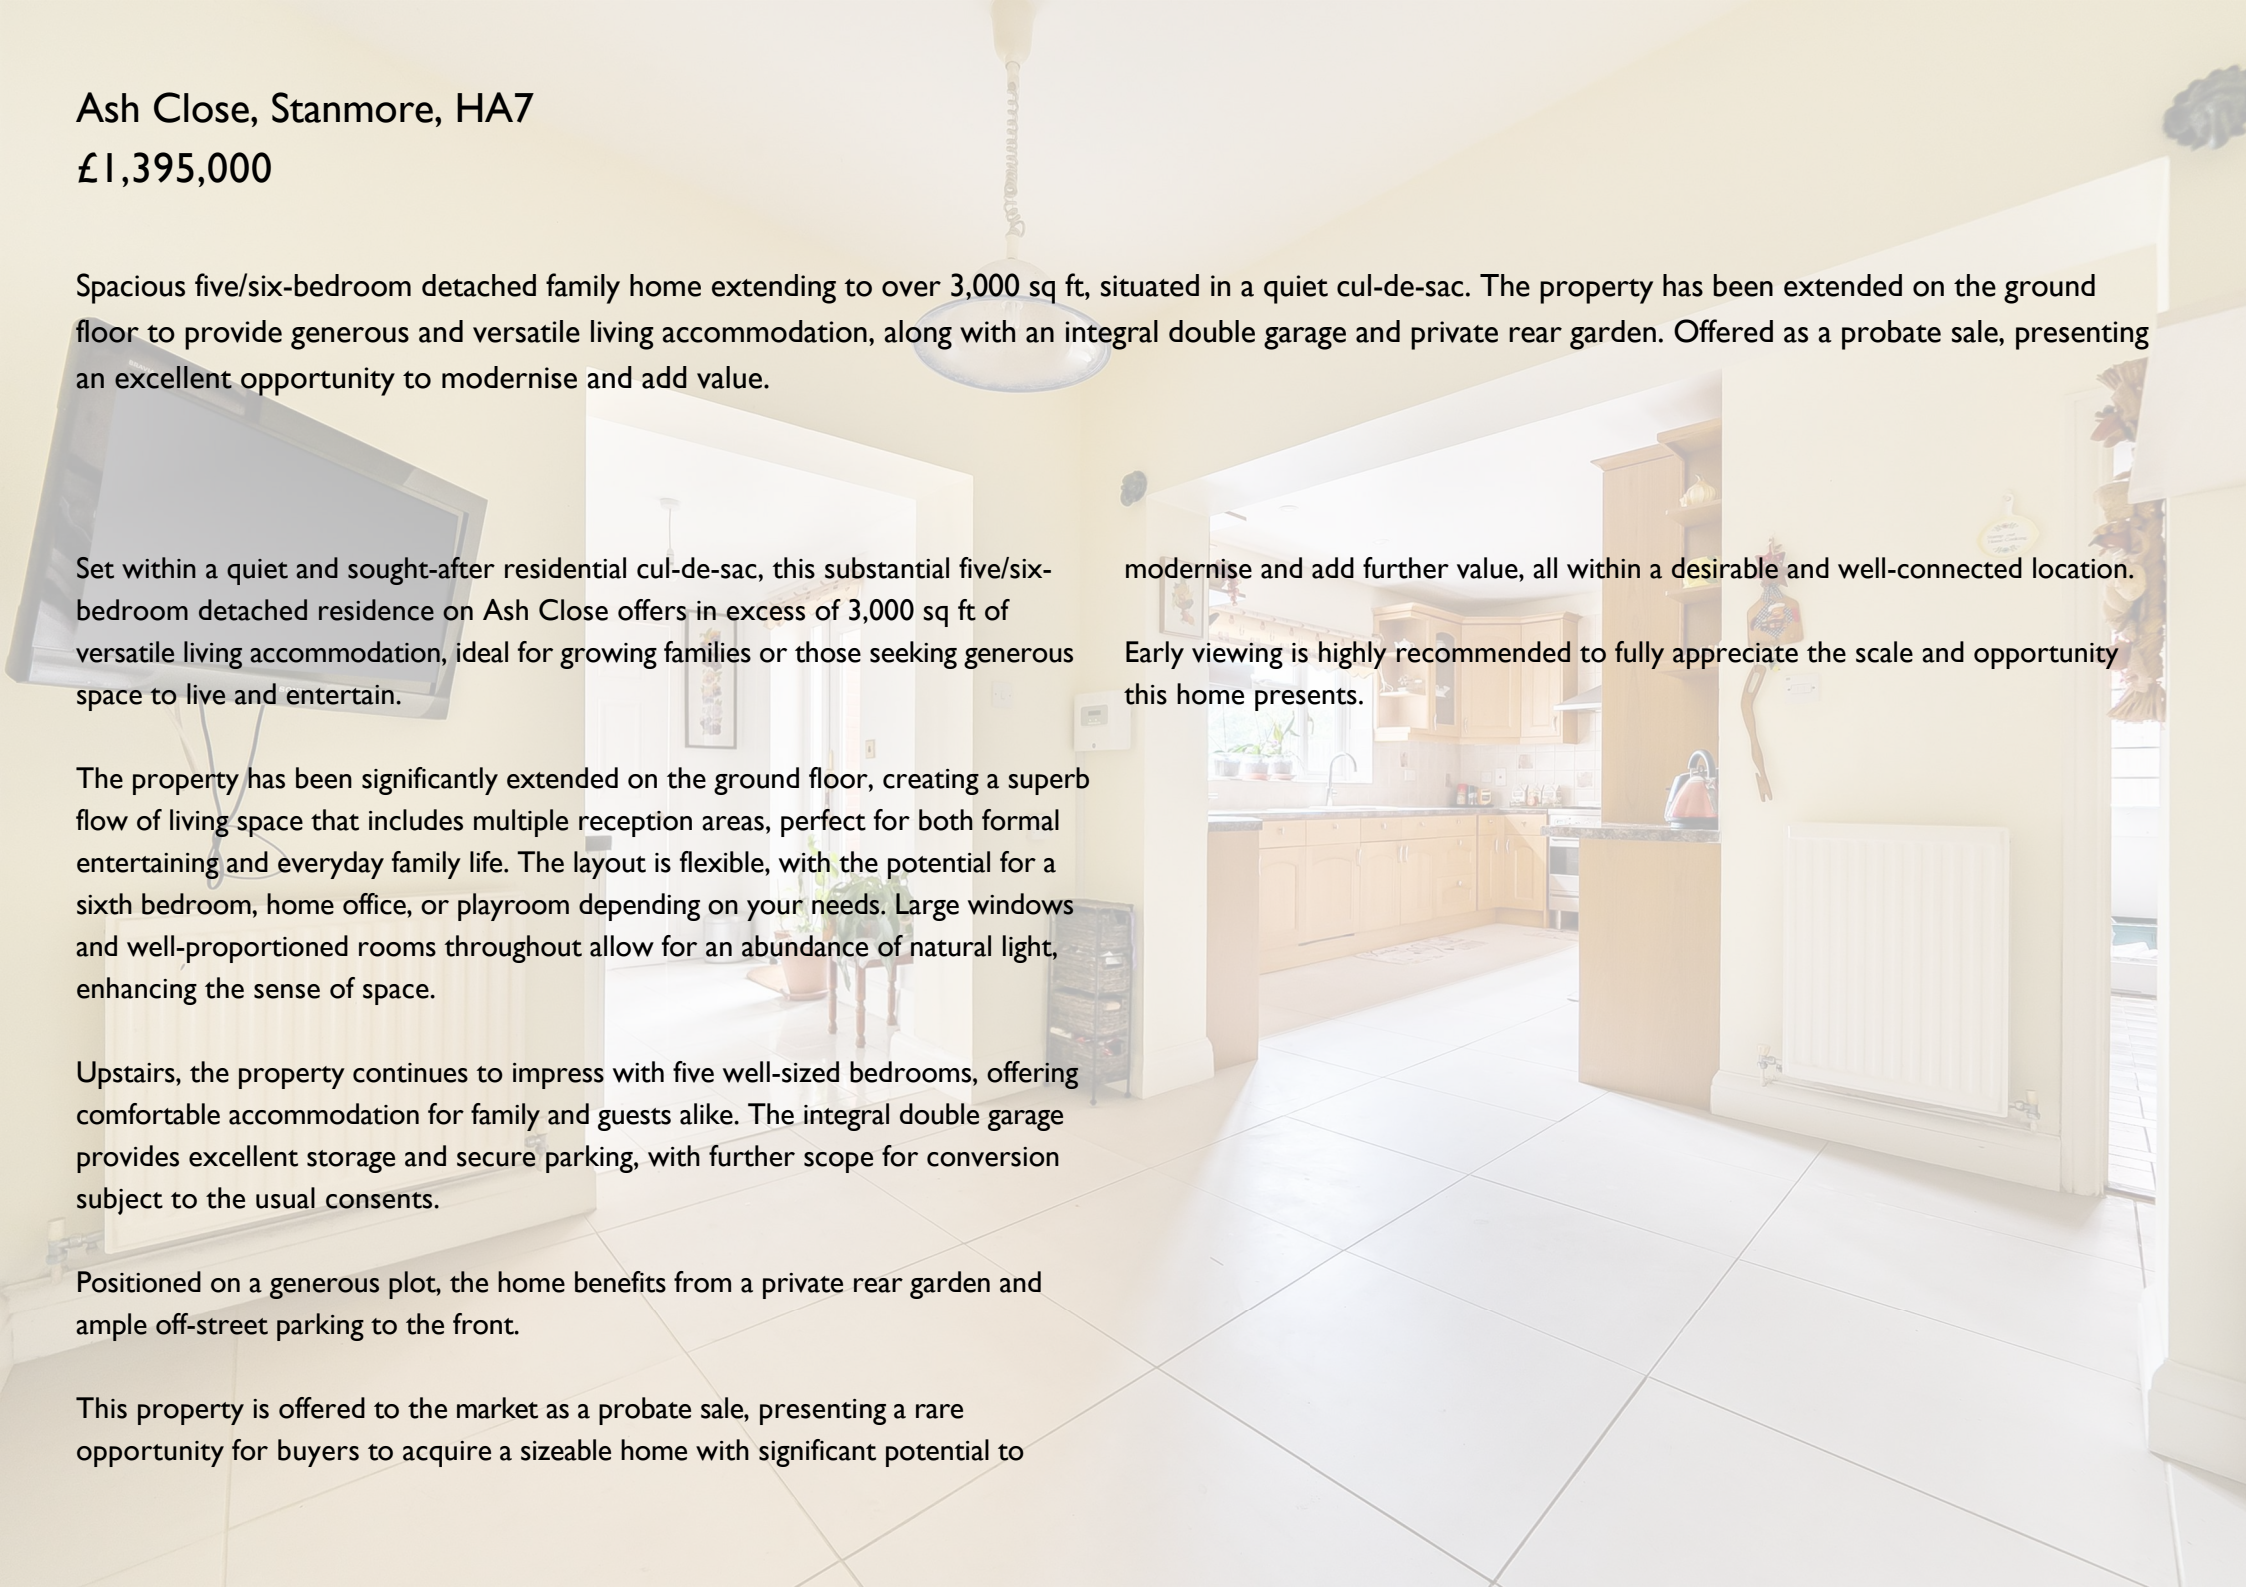 Ash Close, Stanmore, HA7
£1,395,000
Spacious five/six-bedroom detached family home extending to over 3,000 sq ft, situated in a quiet cul-de-sac. The property has been extended on the ground
floor to provide generous and versatile living accommodation, along with an integral double garage and private rear garden. Offered as a probate sale, presenting
an excellent opportunity to modernise and add value.
Set within a quiet and sought-after residential cul-de-sac, this substantial five/six-
bedroom detached residence on Ash Close offers in excess of 3,000 sq ft of
versatile living accommodation, ideal for growing families or those seeking generous
space to live and entertain.
The property has been significantly extended on the ground floor, creating a superb
flow of living space that includes multiple reception areas, perfect for both formal
entertaining and everyday family life. The layout is flexible, with the potential for a
sixth bedroom, home office, or playroom depending on your needs. Large windows
and well-proportioned rooms throughout allow for an abundance of natural light,
enhancing the sense of space.
Upstairs, the property continues to impress with five well-sized bedrooms, offering
comfortable accommodation for family and guests alike. The integral double garage
provides excellent storage and secure parking, with further scope for conversion
subject to the usual consents.
Positioned on a generous plot, the home benefits from a private rear garden and
ample off-street parking to the front.
This property is offered to the market as a probate sale, presenting a rare
opportunity for buyers to acquire a sizeable home with significant potential to
modernise and add further value, all within a desirable and well-connected location.
Early viewing is highly recommended to fully appreciate the scale and opportunity
this home presents.